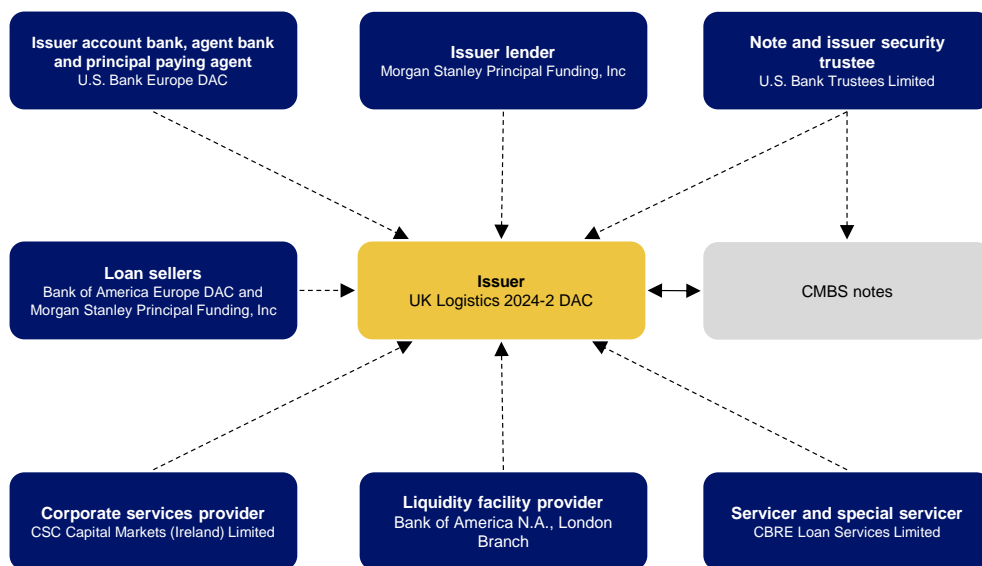 Issuer account bank, agent bank
and principal paying agent
U.S. Bank Europe DAC
Issuer lender
Morgan Stanley Principal Funding, Inc
Note and issuer security
trustee
U.S. Bank Trustees Limited
Loan sellers
Bank of America Europe DAC and
Morgan Stanley Principal Funding, Inc
Issuer
UK Logistics 2024-2 DAC
CMBS notes
Corporate services provider
CSC Capital Markets (Ireland) Limited
Liquidity facility provider
Bank of America N.A., London
Branch
Servicer and special servicer
CBRE Loan Services Limited